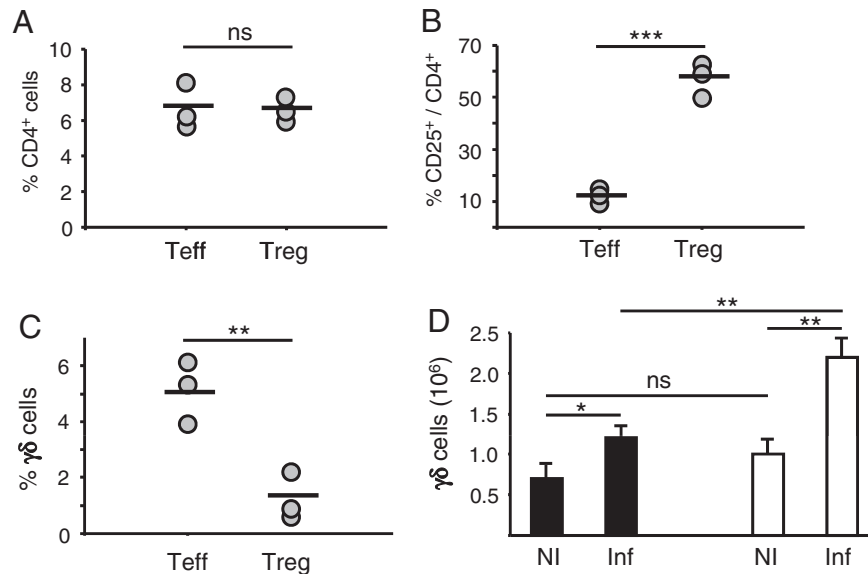 A
ns
% CD4⁺ cells
10
8
6
4
2
0
Teff Treg
B
***
% CD25⁺ / CD4⁺
70
50
30
10
Teff Treg
C
**
% γδ cells
6
4
2
0
Teff Treg
D
**
**
ns
*
γδ cells (10⁶)
2.5
2.0
1.5
1.0
0.5
NI Inf NI Inf